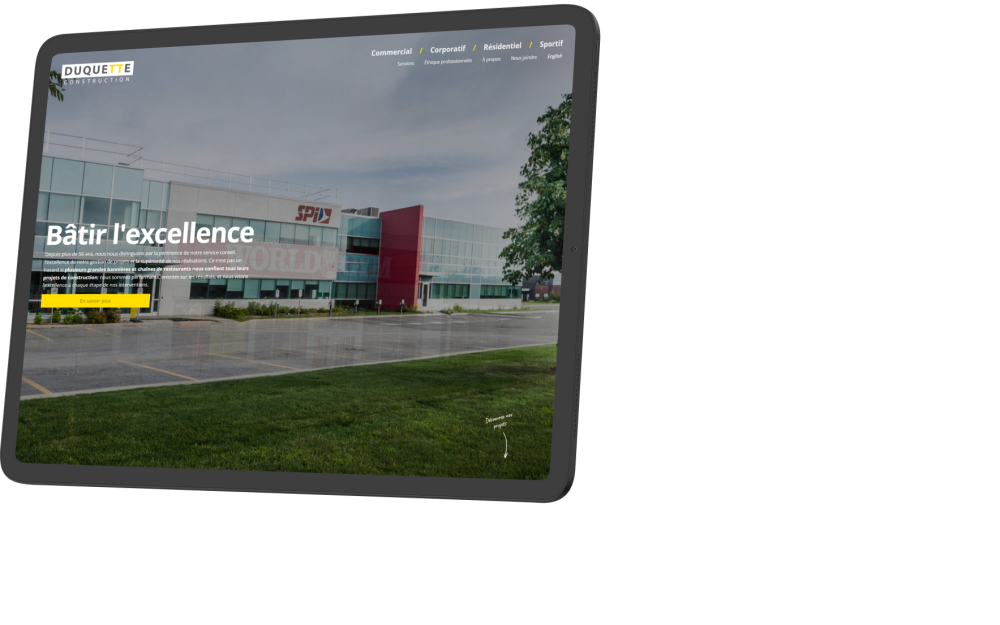 DUQUETTE
CONSTRUCTION
Commercial / Corporatif / Résidentiel / Sportif
Services Éthique professionnelle À propos Nous joindre English
SPI
WORLD
Bâtir l'excellence
Depuis plus de 56 ans, nous nous distinguons par la pertinence de notre service conseil,
l'excellence de notre gestion de projets et la supériorité de nos réalisations. Ce n'est pas un
hasard si plusieurs grandes bannières et chaînes de restaurants nous confient tous leurs
projets de construction: nous sommes performants, orientés sur les résultats, et nous visons
l'excellence à chaque étape de nos interventions.
En savoir plus
Découvrez nos
projets